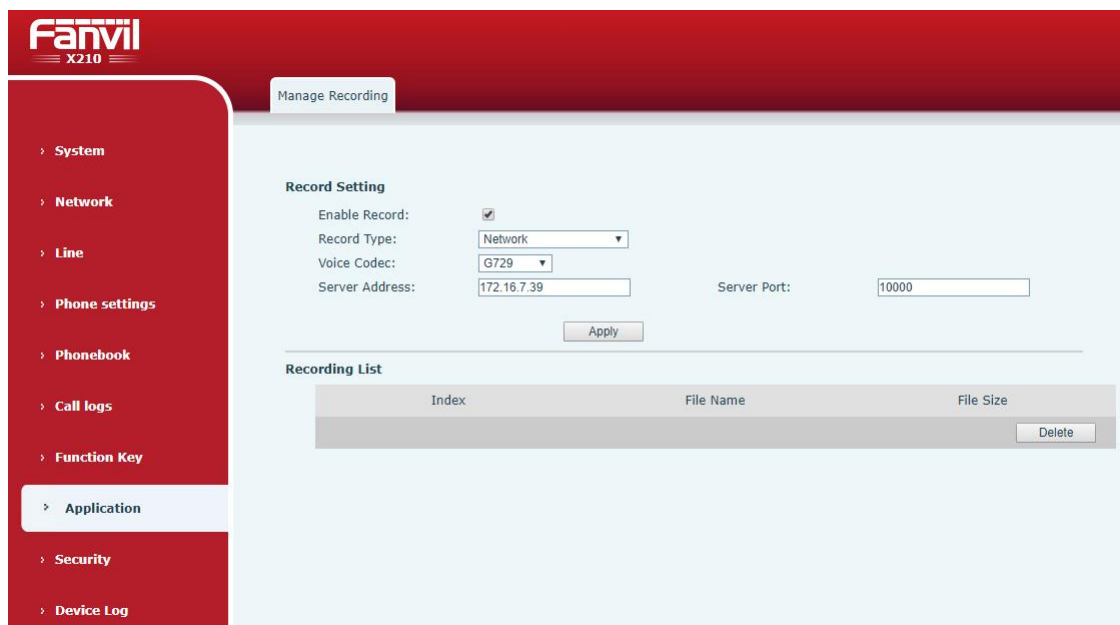 Fanvil
X210
Manage Recording
System
Network
Line
Phone settings
Phonebook
Call logs
Function Key
Application
Security
Device Log
Record Setting
Enable Record:
Record Type: Network
Voice Codec: G729
Server Address: 172.16.7.39 Server Port: 10000
Apply
Recording List
Index File Name File Size
Delete